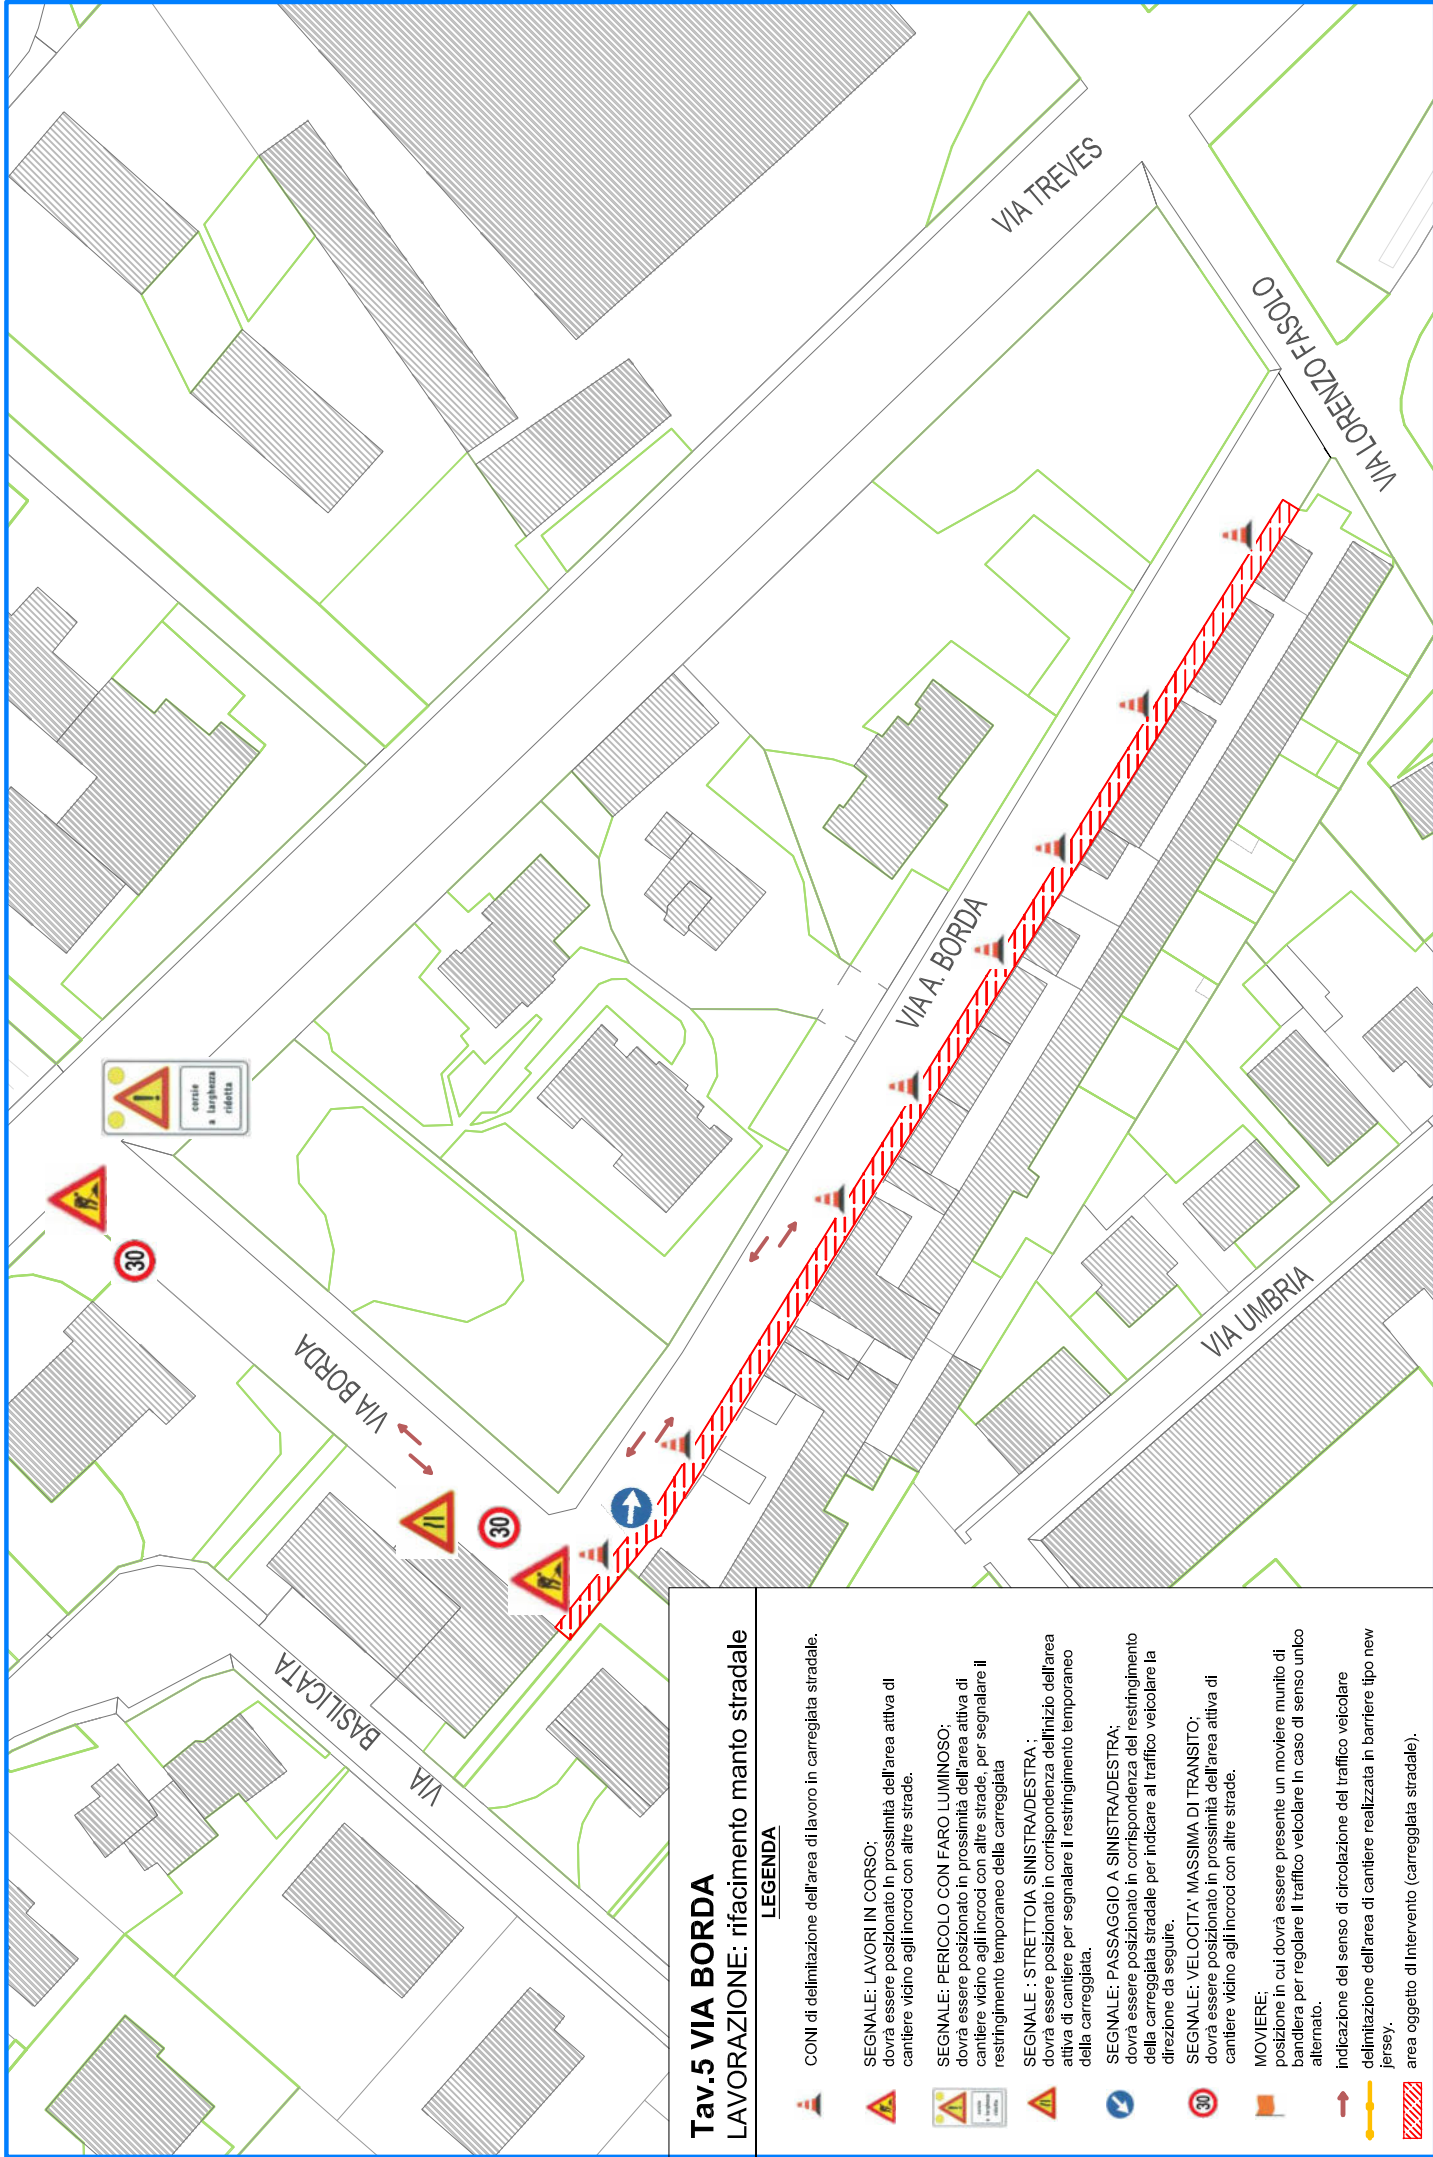 Tav.5 VIA BORDA
LAVORAZIONE: rifacimento manto stradale
LEGENDA
CONI di delimitazione dell'area di lavoro in carregiata stradale.
SEGNALE: LAVORI IN CORSO;
dovrà essere posizionato in prossimità dell'area attiva di
cantiere vicino agli incroci con altre strade.
corsie
a larghezza
ridotta
SEGNALE: PERICOLO CON FARO LUMINOSO;
dovrà essere posizionato in prossimità dell'area attiva di
cantiere vicino agli incroci con altre strade, per segnalare il
restringimento temporaneo della carreggiata
SEGNALE : STRETTOIA SINISTRA/DESTRA ;
dovrà essere posizionato in corrispondenza dell'inizio dell'area
attiva di cantiere per segnalare il restringimento temporaneo
della carreggiata.
SEGNALE: PASSAGGIO A SINISTRA/DESTRA;
dovrà essere posizionato in corrispondenza del restringimento
della carreggiata stradale per indicare al traffico veicolare la
direzione da seguire.
30
SEGNALE: VELOCITA' MASSIMA DI TRANSITO;
dovrà essere posizionato in prossimità dell'area attiva di
cantiere vicino agli incroci con altre strade.
MOVIERE;
posizione in cui dovrà essere presente un moviere munito di
bandiera per regolare il traffico veicolare in caso di senso unico
alternato.
indicazione del senso di circolazione del traffico veicolare
delimitazione dell'area di cantiere realizzata in barriere tipo new
jersey.
area oggetto di intervento (carreggiata stradale).
VIA
BASILICATA
VIA BORDA
30
30
corsie
a larghezza
ridotta
VIA A. BORDA
VIA UMBRIA
VIA TREVES
VIA LORENZO FASOLO